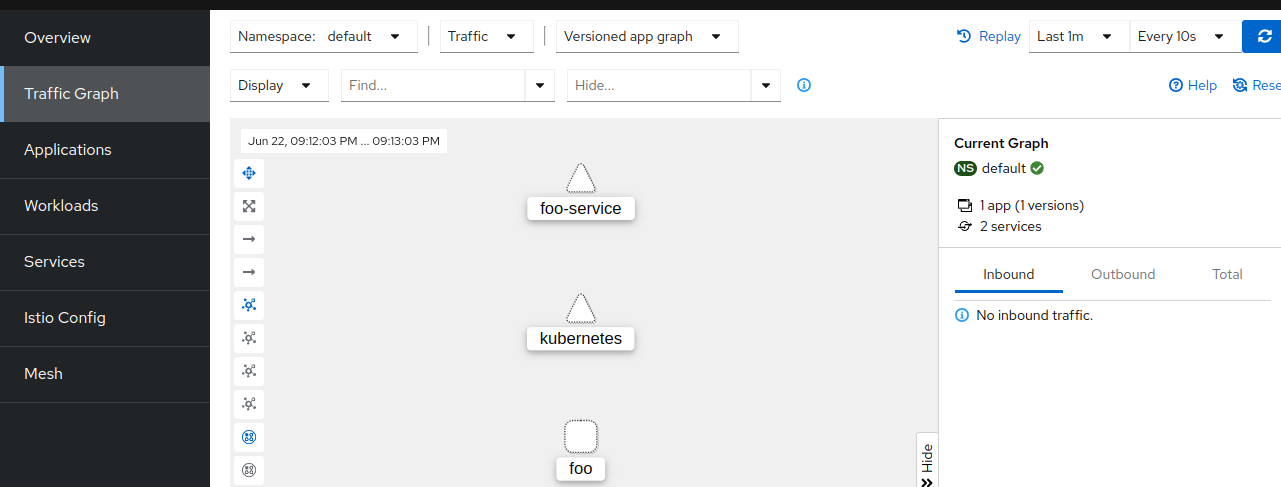 Overview
Traffic Graph
Applications
Workloads
Services
Istio Config
Mesh
Namespace: default
Traffic
Versioned app graph
Replay
Last 1m
Every 10s
Display
Find...
Hide...
Help
Rese
Jun 22, 09:12:03 PM ... 09:13:03 PM
foo-service
kubernetes
foo
Hide
Current Graph
NS default
1 app (1 versions)
2 services
Inbound Outbound Total
No inbound traffic.